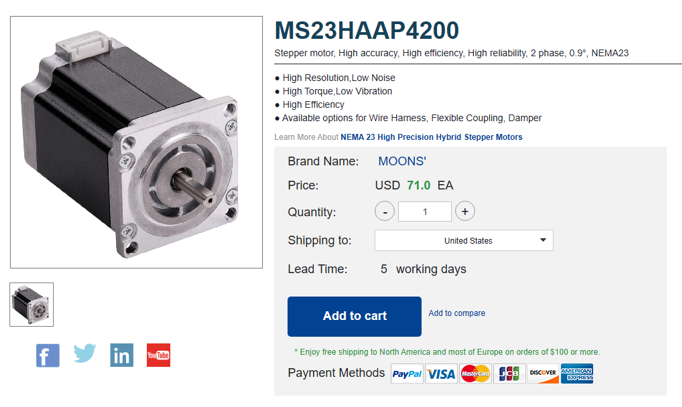 MS23HAAP4200
Stepper motor, High accuracy, High efficiency, High reliability, 2 phase, 0.9°, NEMA23
● High Resolution,Low Noise
● High Torque,Low Vibration
● High Efficiency
● Available options for Wire Harness, Flexible Coupling, Damper
Learn More About NEMA 23 High Precision Hybrid Stepper Motors
Brand Name: MOONS'
Price: USD 71.0 EA
Quantity: - 1 +
Shipping to: United States
Lead Time: 5 working days
Add to cart Add to compare
* Enjoy free shipping to North America and most of Europe on orders of $100 or more.
Payment Methods PayPal VISA MasterCard JCB DISCOVER AMERICAN EXPRESS
f in YouTube